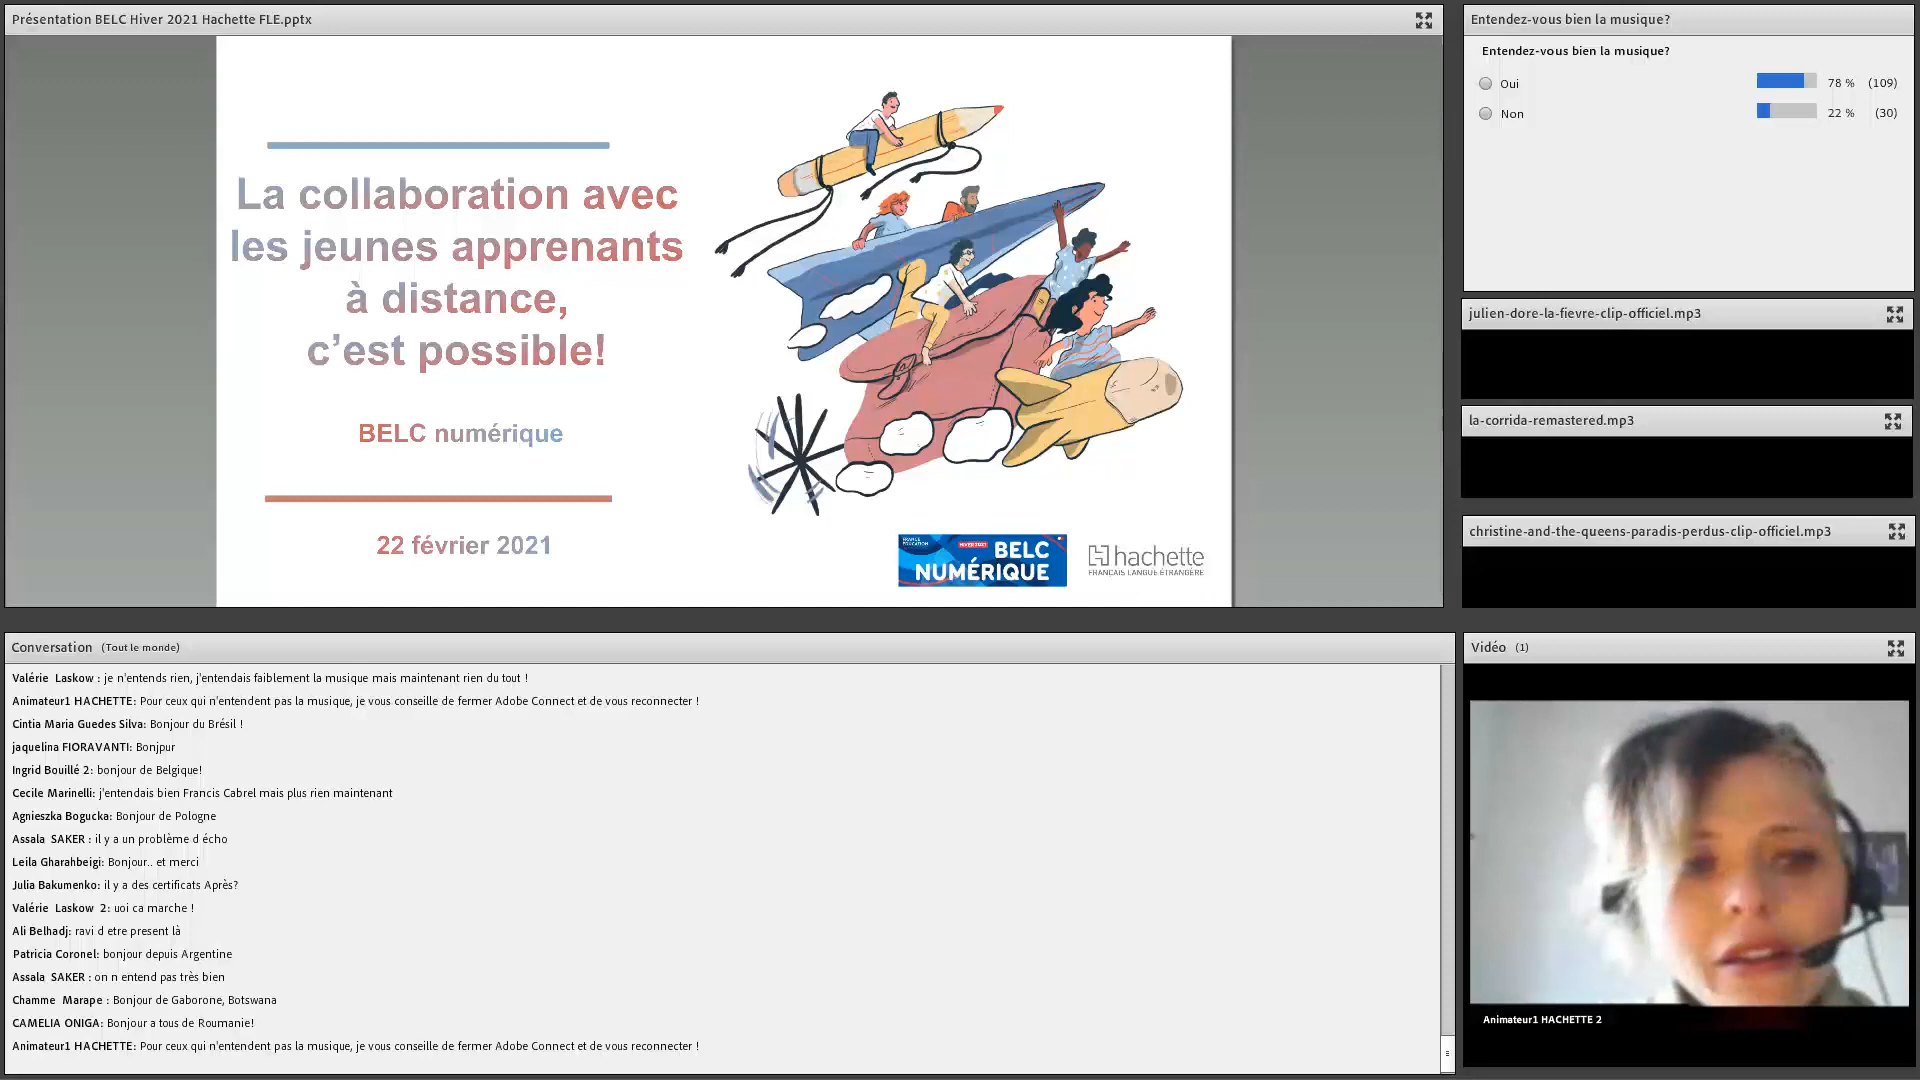 Présentation BELC Hiver 2021 Hachette FLE.pptx
La collaboration avec
les jeunes apprenants
à distance,
c’est possible!
BELC numérique
22 février 2021
FRANCE
ÉDUCATION
HIVER 2021
BELC
NUMÉRIQUE
hachette
FRANÇAIS LANGUE ÉTRANGÈRE
Entendez-vous bien la musique?
Entendez-vous bien la musique?
Oui 78 % (109)
Non 22 % (30)
julien-dore-la-fievre-clip-officiel.mp3
la-corrida-remastered.mp3
christine-and-the-queens-paradis-perdus-clip-officiel.mp3
Conversation (Tout le monde)
Valérie Laskow : je n'entends rien, j'entendais faiblement la musique mais maintenant rien du tout !
Animateur1 HACHETTE: Pour ceux qui n'entendent pas la musique, je vous conseille de fermer Adobe Connect et de vous reconnecter !
Cintia Maria Guedes Silva: Bonjour du Brésil !
jaquelina FIORAVANTI: Bonjpur
Ingrid Bouillé 2: bonjour de Belgique!
Cecile Marinelli: j'entendais bien Francis Cabrel mais plus rien maintenant
Agnieszka Bogucka: Bonjour de Pologne
Assala SAKER : il y a un problème d écho
Leila Gharahbeigi: Bonjour.. et merci
Julia Bakumenko: il y a des certificats Après?
Valérie Laskow 2: uoi ca marche !
Ali Belhadj: ravi d etre present là
Patricia Coronel: bonjour depuis Argentine
Assala SAKER : on n entend pas très bien
Chamme Marape : Bonjour de Gaborone, Botswana
CAMELIA ONIGA: Bonjour a tous de Roumanie!
Animateur1 HACHETTE: Pour ceux qui n'entendent pas la musique, je vous conseille de fermer Adobe Connect et de vous reconnecter !
Vidéo (1)
Animateur1 HACHETTE 2